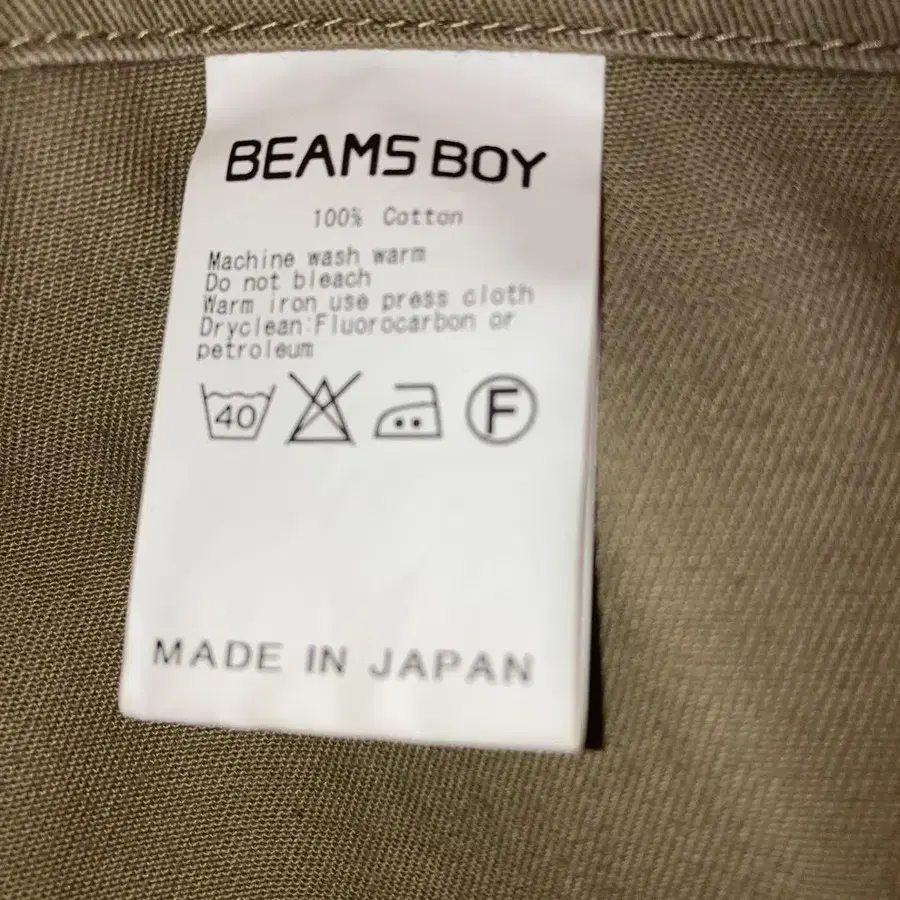 BEAMS BOY
100% Cotton
Machine wash warm
Do not bleach
Warm iron use press cloth
Dryclean:Fluorocarbon or
petroleum
40 F
MADE IN JAPAN